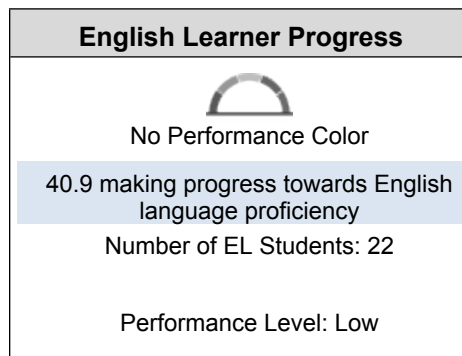 English Learner Progress
No Performance Color
40.9 making progress towards English
language proficiency
Number of EL Students: 22
Performance Level: Low